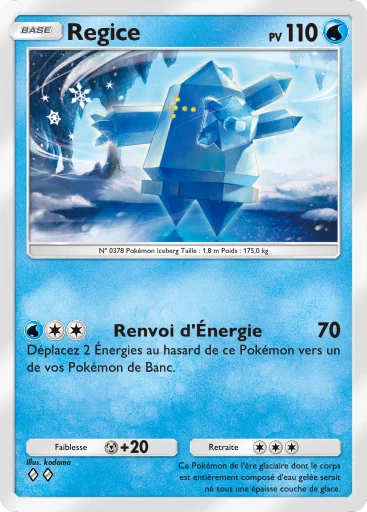 BASE Regice PV 110
N° 0378 Pokémon Iceberg Taille : 1,8 m Poids : 175,0 kg
Renvoi d'Énergie 70
Déplacez 2 Énergies au hasard de ce Pokémon vers un
de vos Pokémon de Banc.
Faiblesse +20 Retraite
Illus. kodama
Ce Pokémon de l'ère glaciaire dont le corps
est entièrement composé d'eau gelée serait
né sous une épaisse couche de glace.